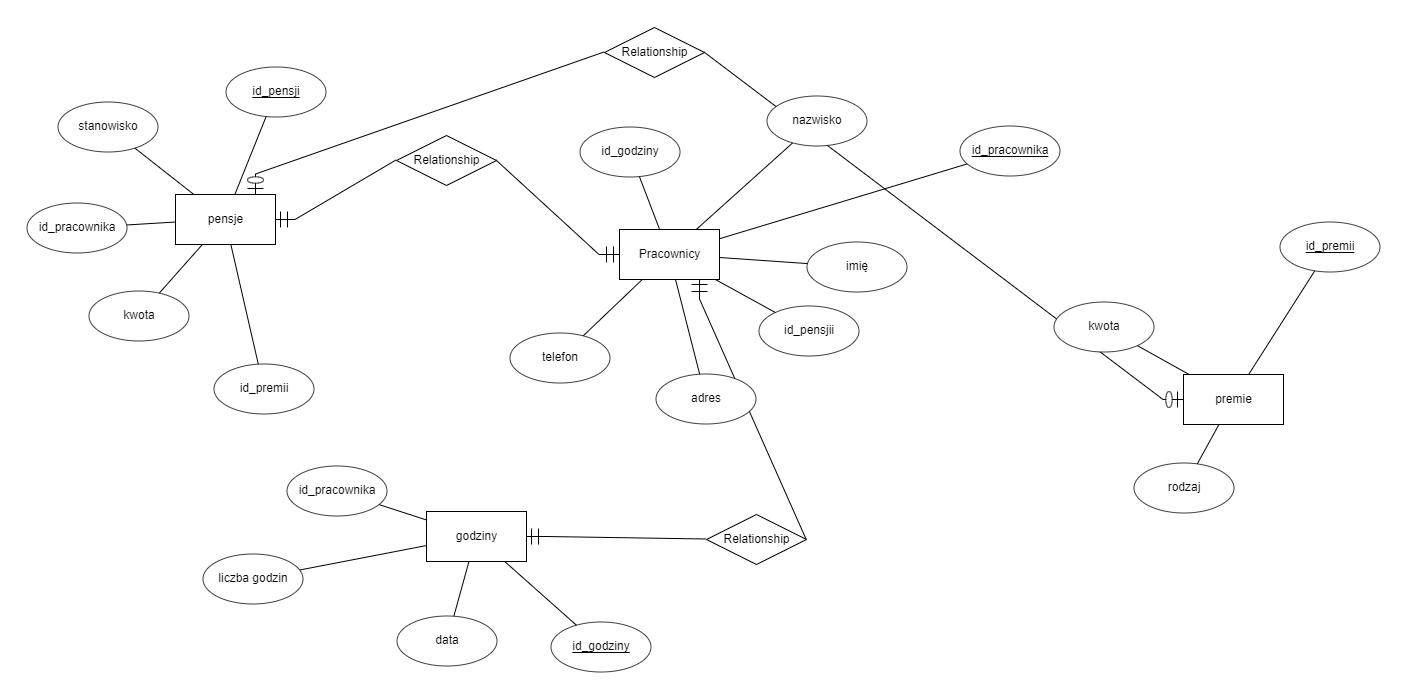 Relationship
id_pensji
nazwisko
stanowisko
id_godziny
id_pracownika
Relationship
pensje
id_pracownika
Pracownicy
id_premii
imię
kwota
kwota
id_pensjii
telefon
id_premii
adres
premie
rodzaj
id_pracownika
godziny
Relationship
liczba godzin
data
id_godziny